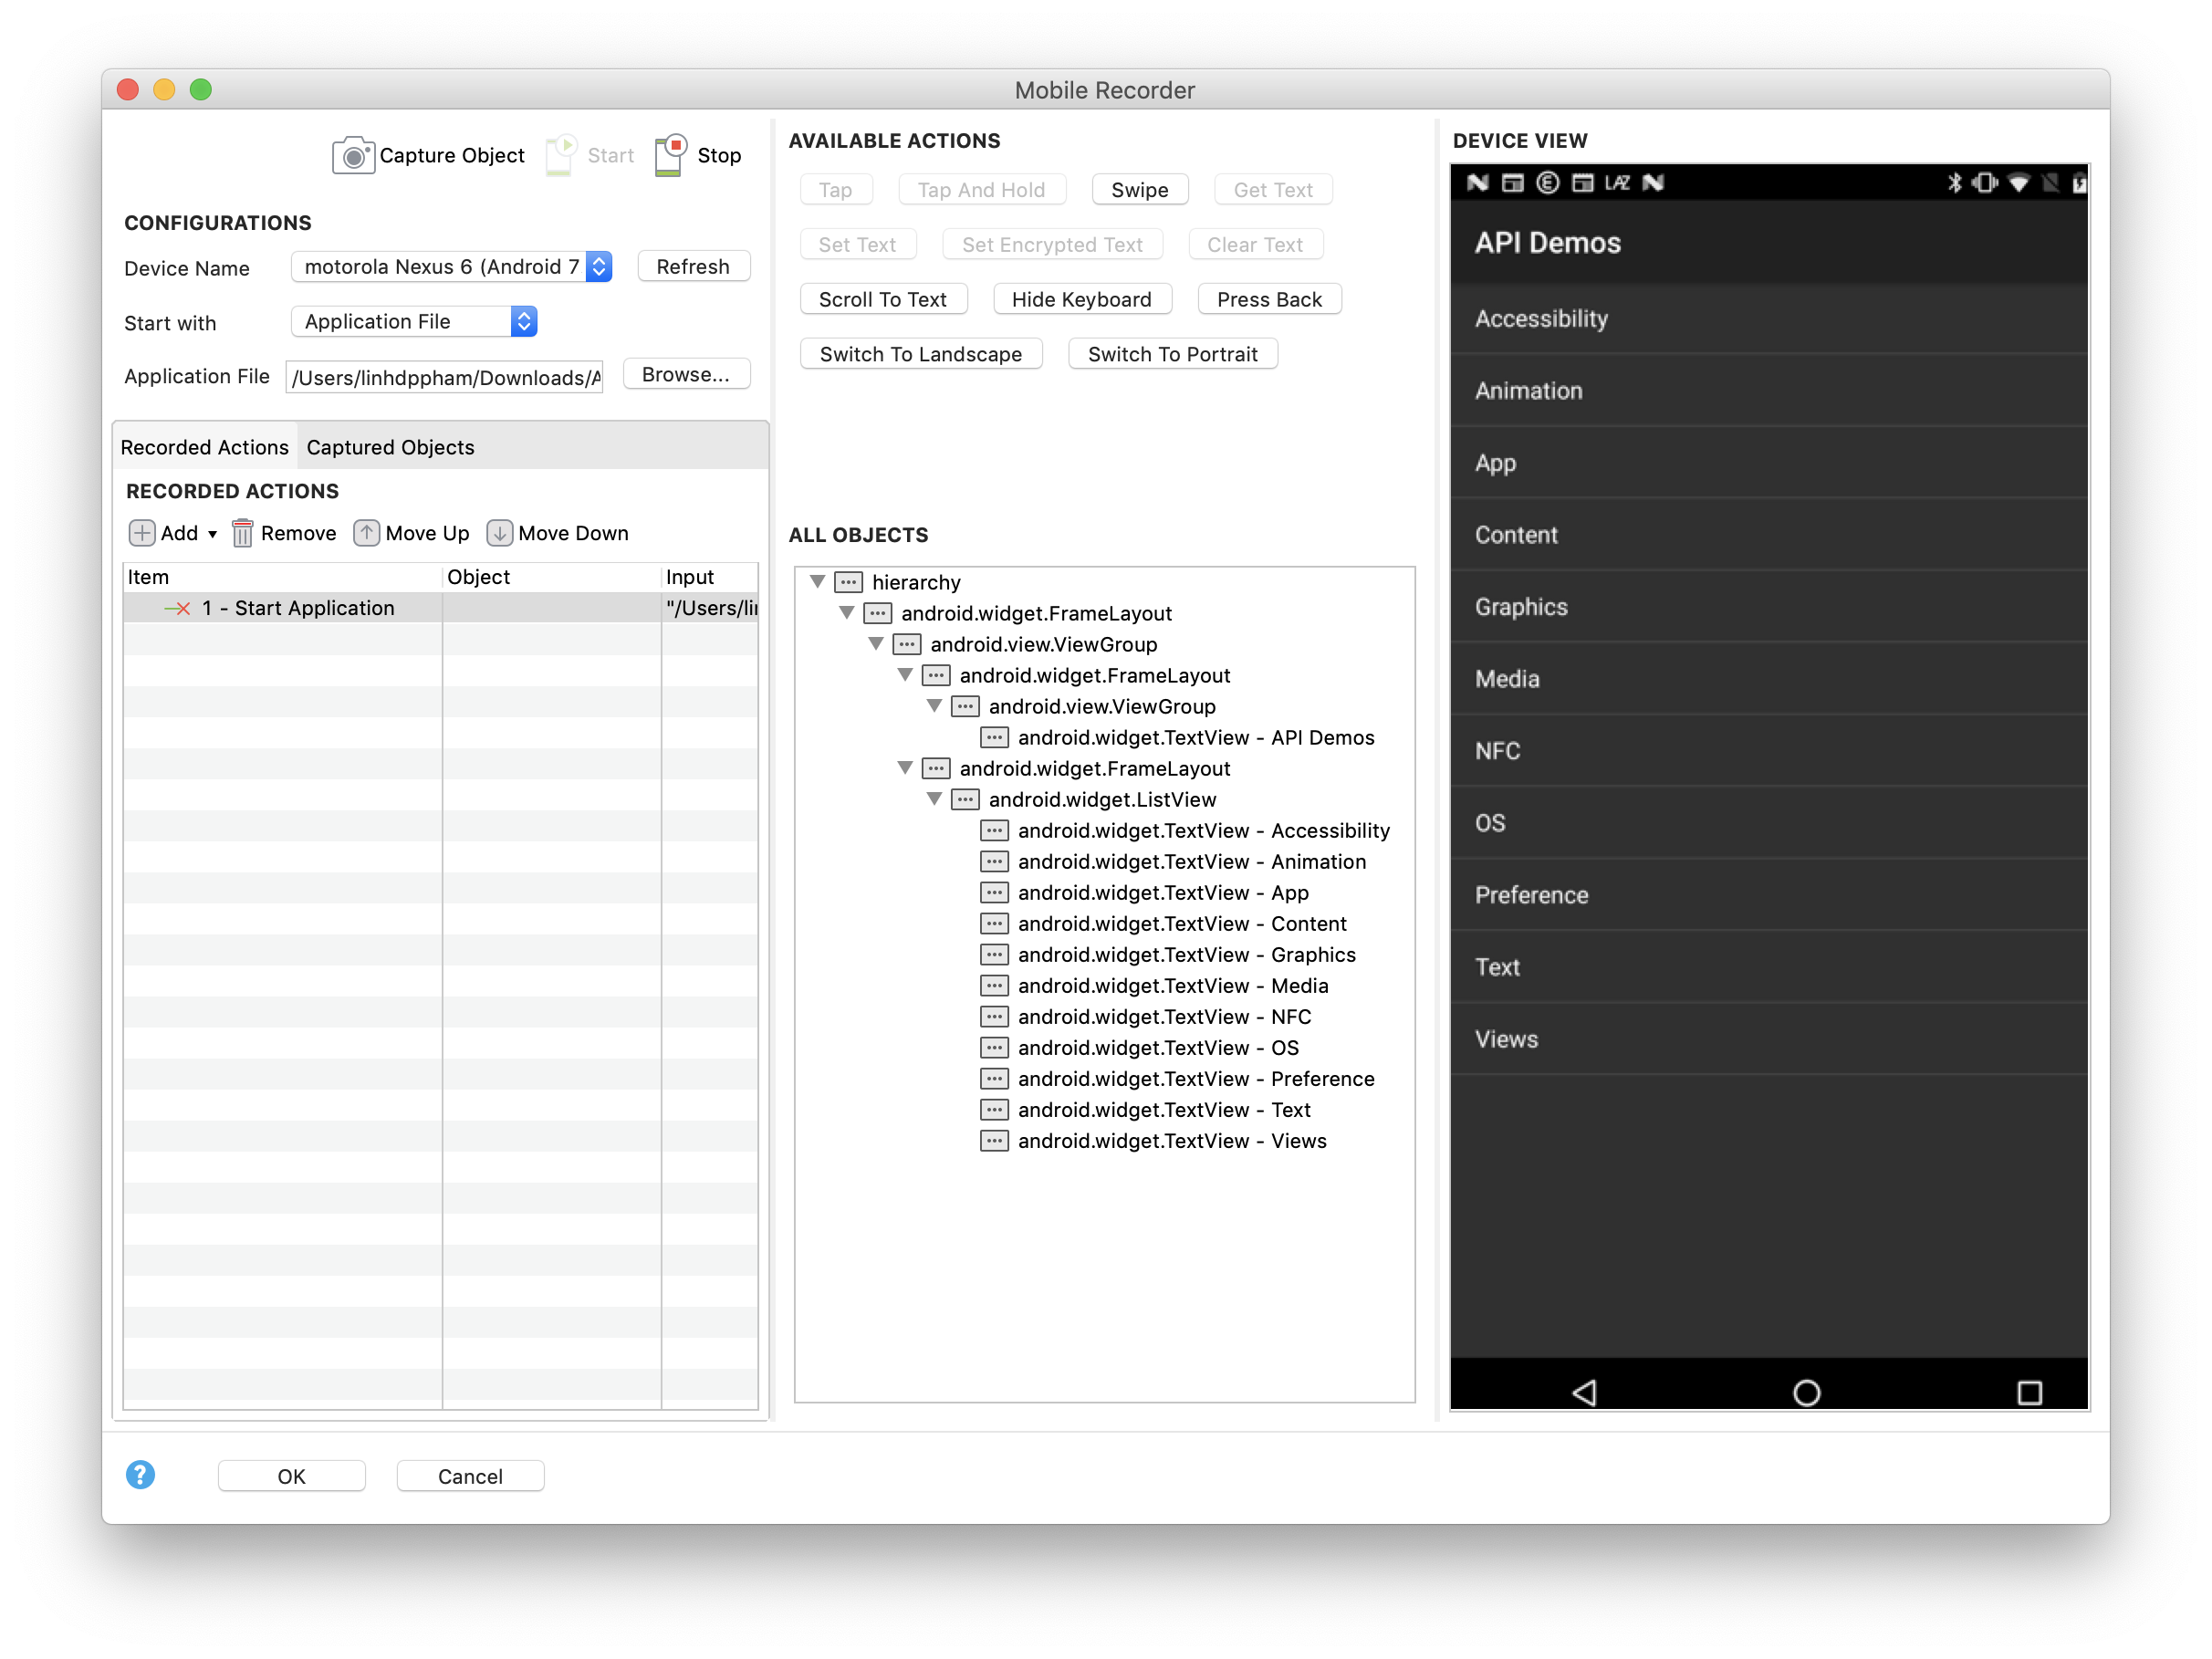 Mobile Recorder
Capture Object
Start
Stop
CONFIGURATIONS
Device Name
motorola Nexus 6 (Android 7
Refresh
Start with
Application File
Application File
/Users/linhdppham/Downloads/A
Browse...
Recorded Actions
Captured Objects
RECORDED ACTIONS
Add
Remove
Move Up
Move Down
Item
Object
Input
1 - Start Application
"/Users/lin
AVAILABLE ACTIONS
Tap
Tap And Hold
Swipe
Get Text
Set Text
Set Encrypted Text
Clear Text
Scroll To Text
Hide Keyboard
Press Back
Switch To Landscape
Switch To Portrait
ALL OBJECTS
hierarchy
android.widget.FrameLayout
android.view.ViewGroup
android.widget.FrameLayout
android.view.ViewGroup
android.widget.TextView - API Demos
android.widget.FrameLayout
android.widget.ListView
android.widget.TextView - Accessibility
android.widget.TextView - Animation
android.widget.TextView - App
android.widget.TextView - Content
android.widget.TextView - Graphics
android.widget.TextView - Media
android.widget.TextView - NFC
android.widget.TextView - OS
android.widget.TextView - Preference
android.widget.TextView - Text
android.widget.TextView - Views
DEVICE VIEW
LAZ
API Demos
Accessibility
Animation
App
Content
Graphics
Media
NFC
OS
Preference
Text
Views
?
OK
Cancel